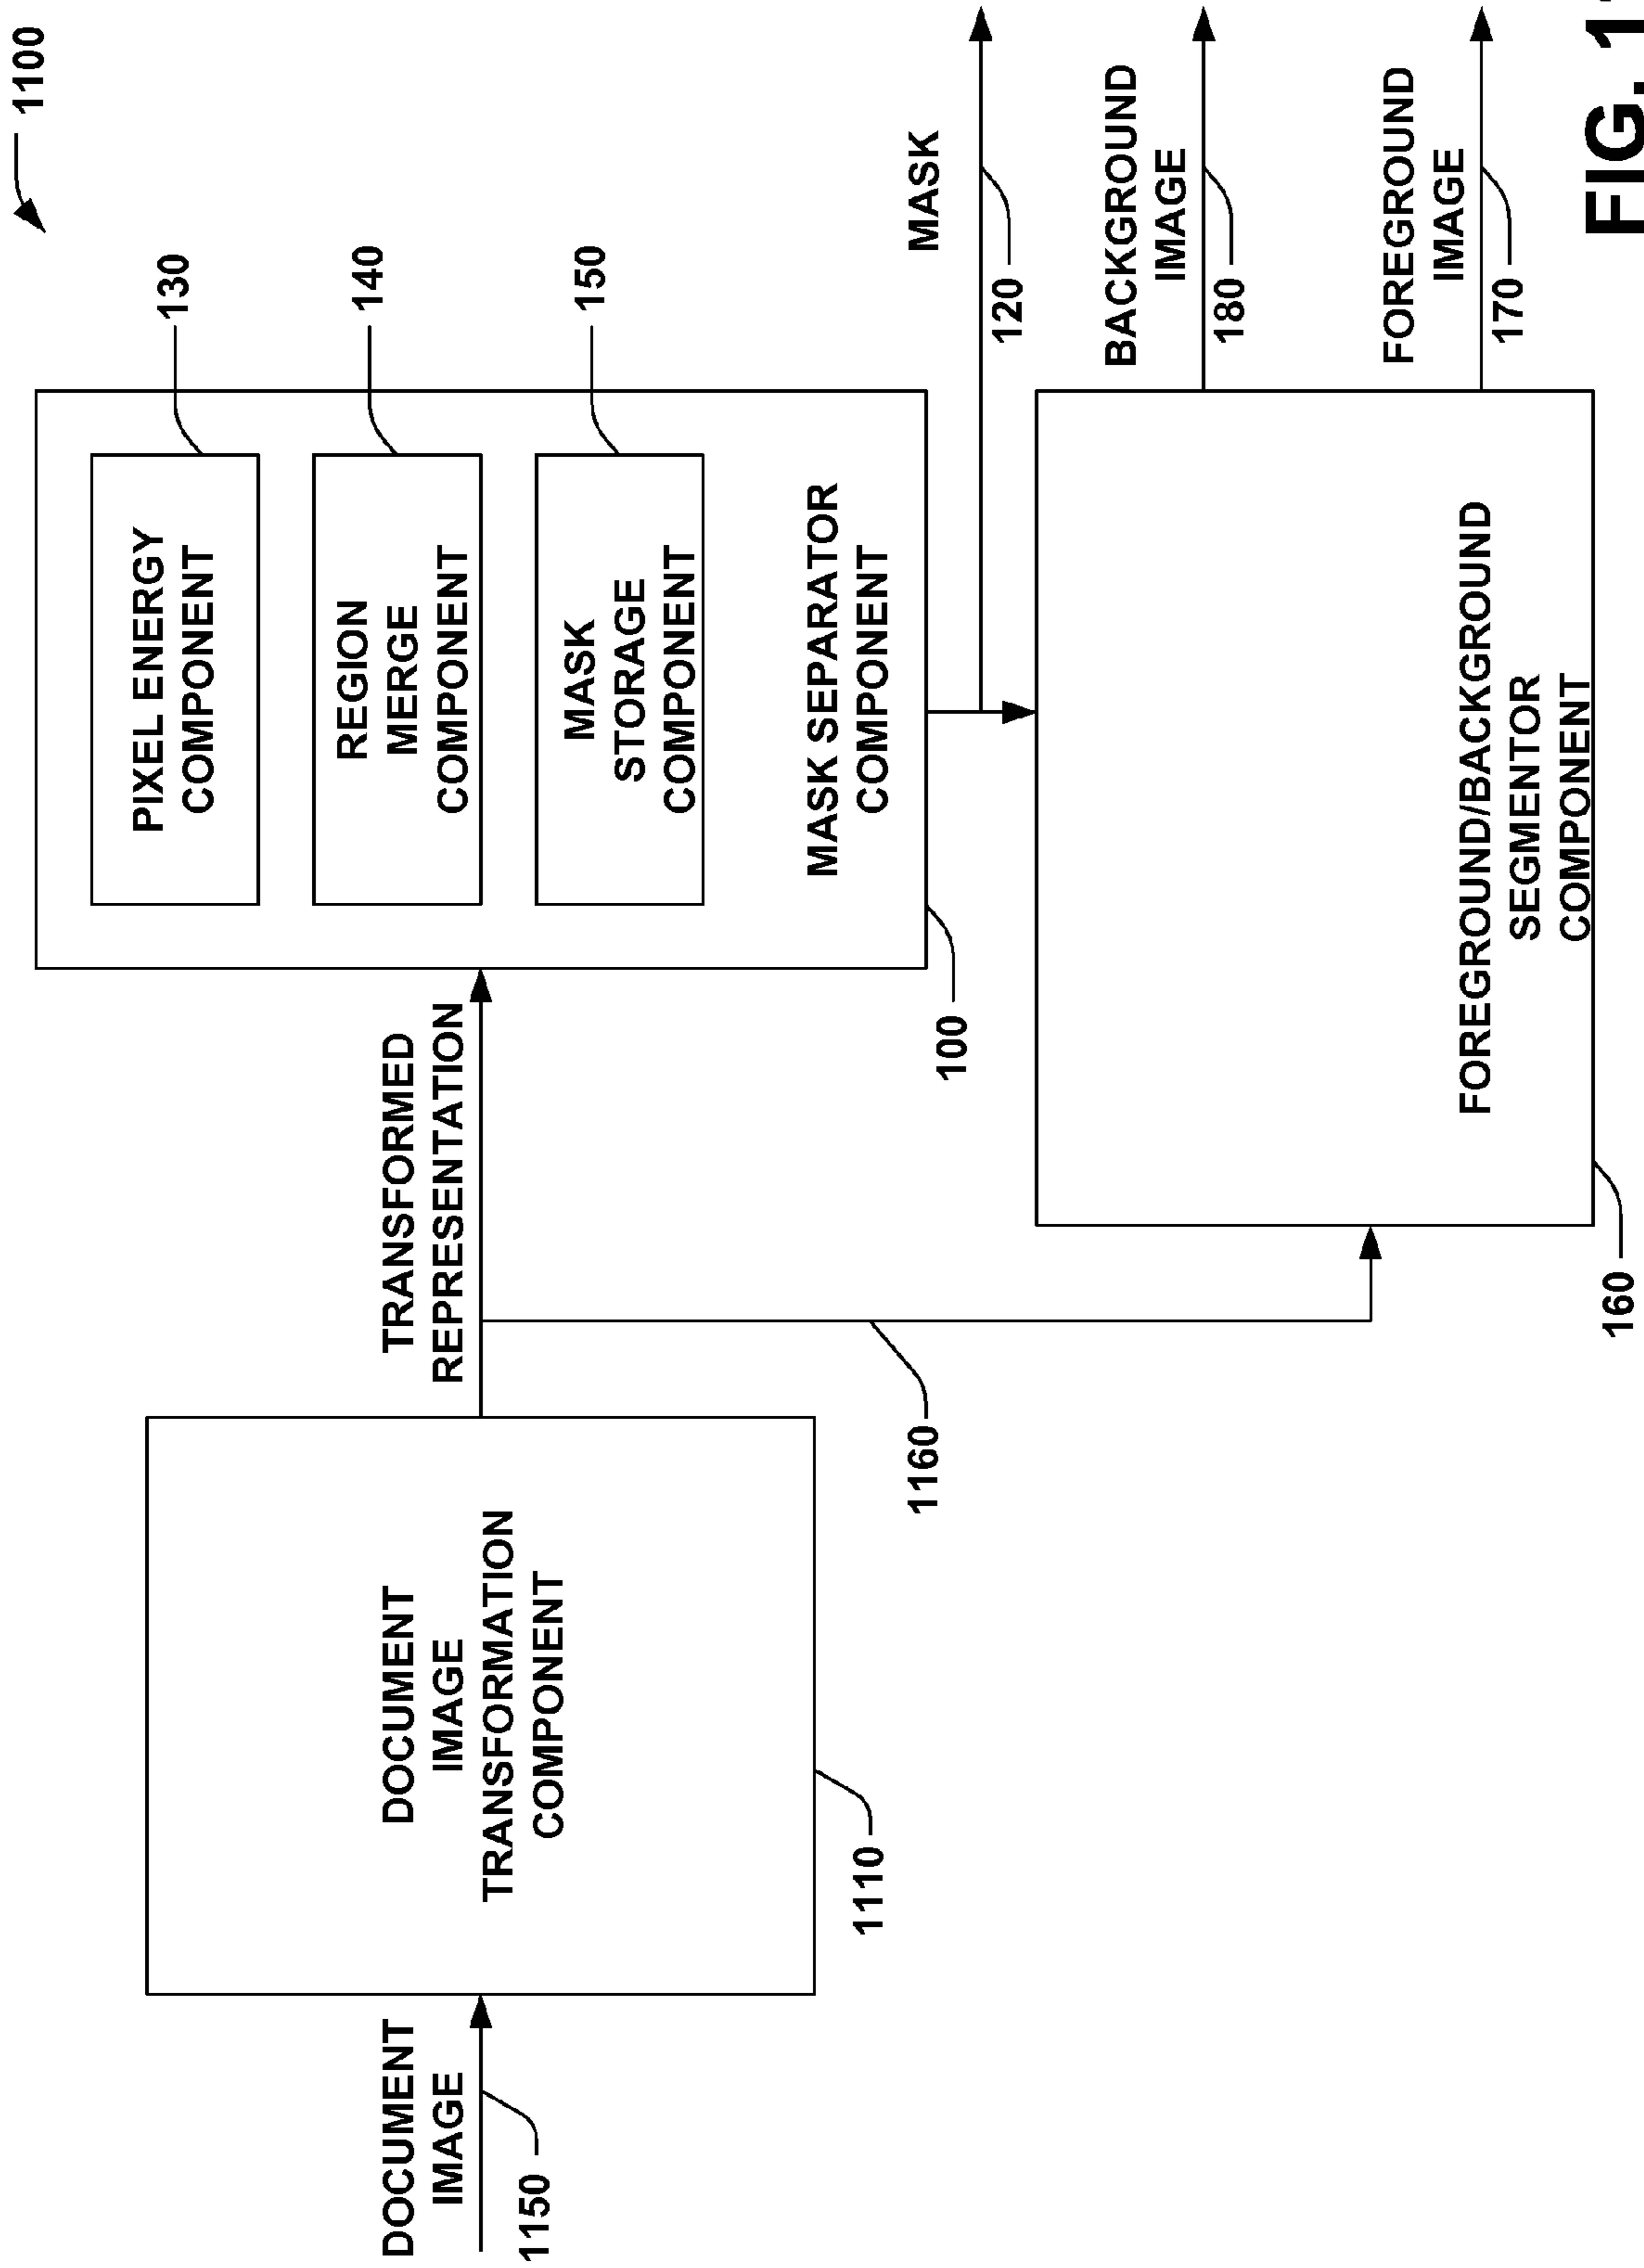 1100
DOCUMENT
IMAGE
1150
DOCUMENT
IMAGE
TRANSFORMATION
COMPONENT
1110
TRANSFORMED
REPRESENTATION
1160
PIXEL ENERGY
COMPONENT
130
REGION
MERGE
COMPONENT
140
MASK
STORAGE
COMPONENT
150
MASK SEPARATOR
COMPONENT
100
MASK
120
BACKGROUND
IMAGE
180
FOREGROUND
IMAGE
170
FOREGROUND/BACKGROUND
SEGMENTOR
COMPONENT
160
FIG. 1